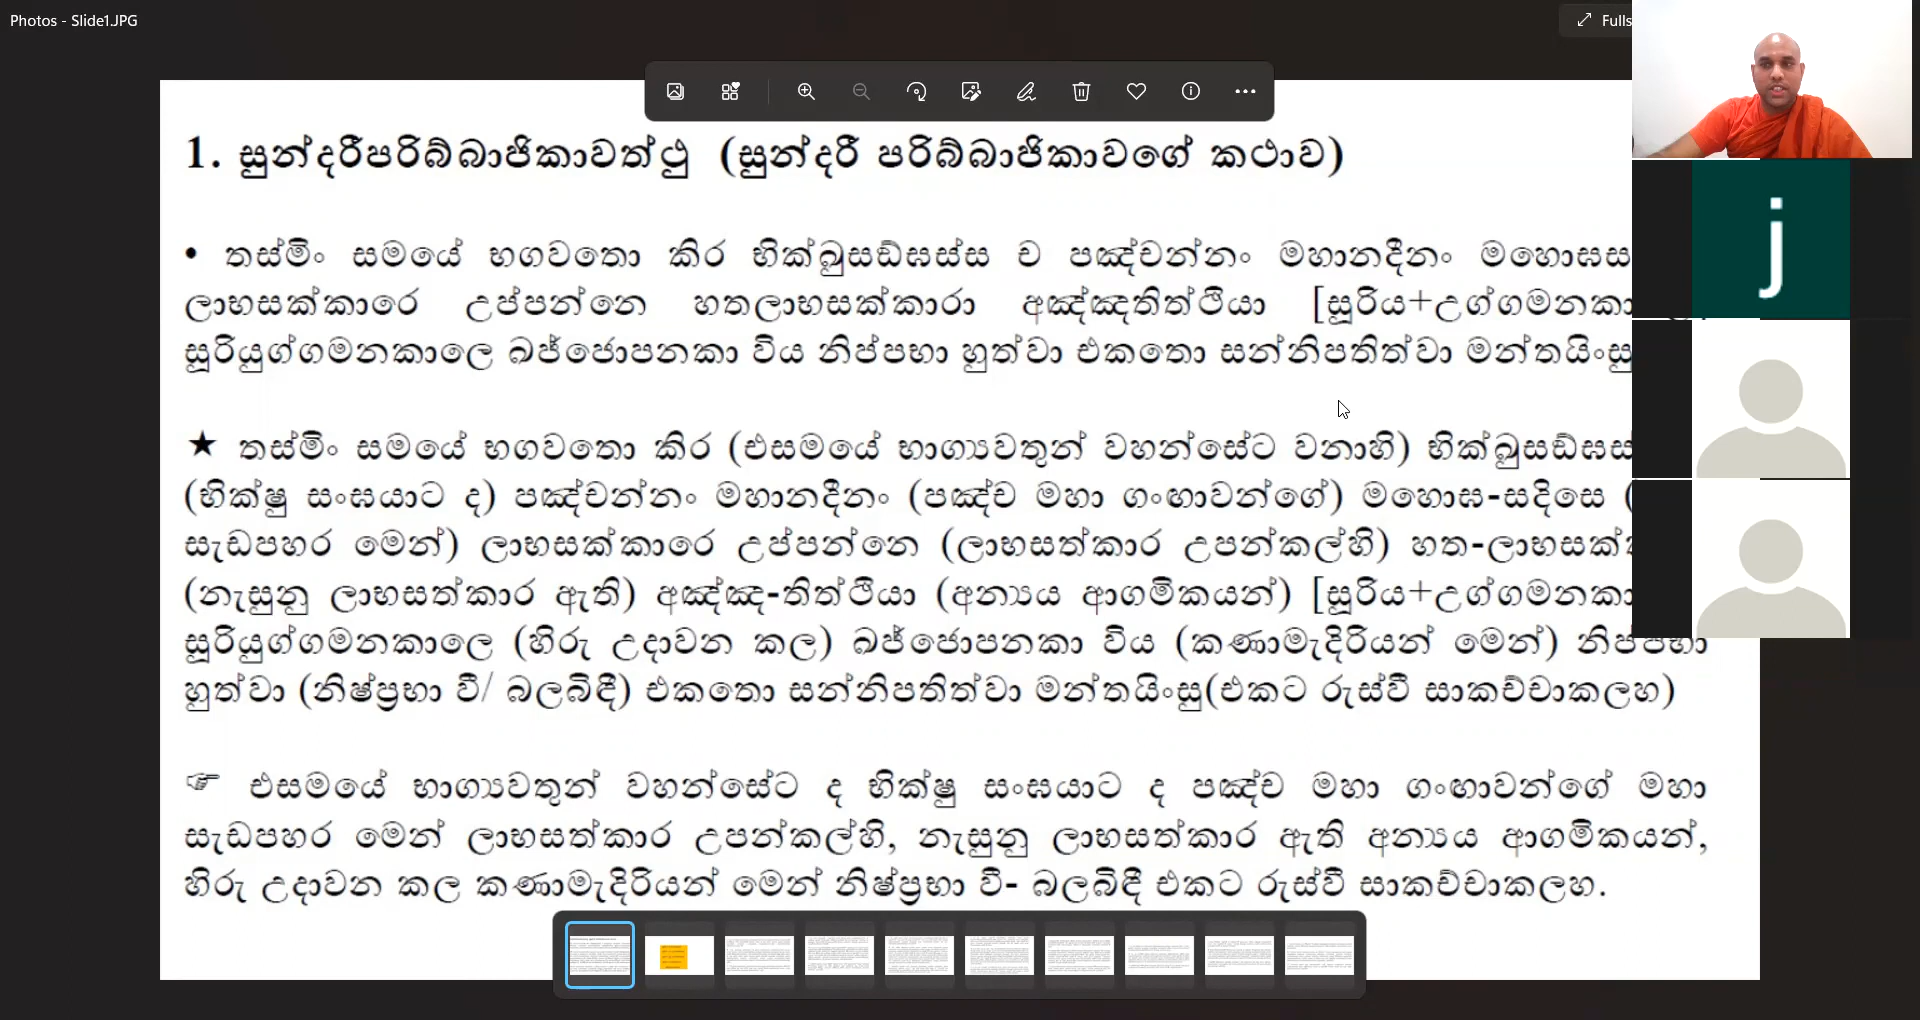 Photos - Slide1.JPG
Fulls
1. සුන්දරීපරිබ්බාජිකාවත්ථු (සුන්දරී පරිබ්බාජිකාවගේ කථාව)
• තස්මිං සමයේ භගවතො කිර භික්ඛුසඞ්ඝස්ස ච පඤ්චන්නං මහානදීනං මහොඝස
ලාභසක්කාරෙ උප්පන්නෙ හතලාභසක්කාරා අඤ්ඤතිත්ථියා [සූරිය+උග්ගමනකා
සූරියුග්ගමනකාලෙ ඛජ්ජොපනකා විය නිප්පභා හුත්වා එකතො සන්නිපතිත්වා මන්තයිංසු
★ තස්මිං සමයේ භගවතො කිර (එසමයේ භාග්‍යවතුන් වහන්සේට වනාහි) භික්ඛුසඞ්ඝස්
(භික්ෂු සංඝයාට ද) පඤ්චන්නං මහානදීනං (පඤ්ච මහා ගංඟාවන්ගේ) මහොඝ-සදිසෙ (
සැඩපහර මෙන්) ලාභසක්කාරෙ උප්පන්නෙ (ලාභසත්කාර උපන්කල්හි) හත-ලාභසක්
(නැසුනු ලාභසත්කාර ඇති) අඤ්ඤ-තිත්ථියා (අන්‍යය ආගමිකයන්) [සූරිය+උග්ගමනකා
සූරියුග්ගමනකාලෙ (හිරු උදාවන කල) ඛජ්ජොපනකා විය (කණාමැදිරියන් මෙන්) නිප්පභා
හුත්වා (නිෂ්ප්‍රභා වී/ බලබිඳී) එකතො සන්නිපතිත්වා මන්තයිංසු(එකට රුස්වී සාකච්චාකලහ)
☞ එසමයේ භාග්‍යවතුන් වහන්සේට ද භික්ෂු සංඝයාට ද පඤ්ච මහා ගංඟාවන්ගේ මහා
සැඩපහර මෙන් ලාභසත්කාර උපන්කල්හි, නැසුනු ලාභසත්කාර ඇති අන්‍යය ආගමිකයන්,
හිරු උදාවන කල කණාමැදිරියන් මෙන් නිෂ්ප්‍රභා වී- බලබිඳී එකට රුස්වී සාකච්චාකලහ.
j